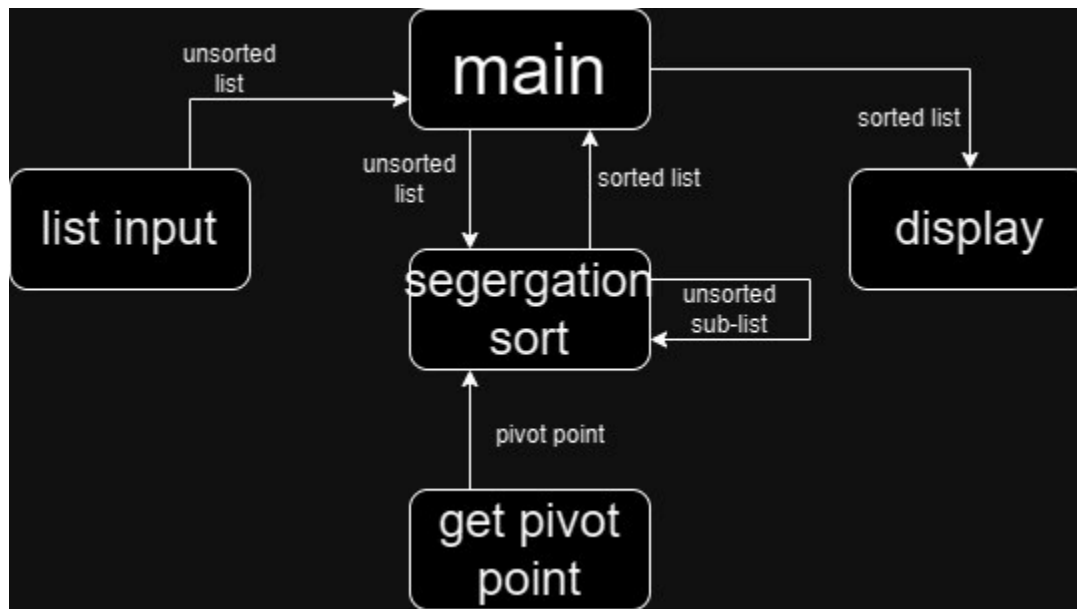 unsorted
list
main
sorted list
unsorted
list
sorted list
list input
display
segergation
sort
unsorted
sub-list
pivot point
get pivot
point